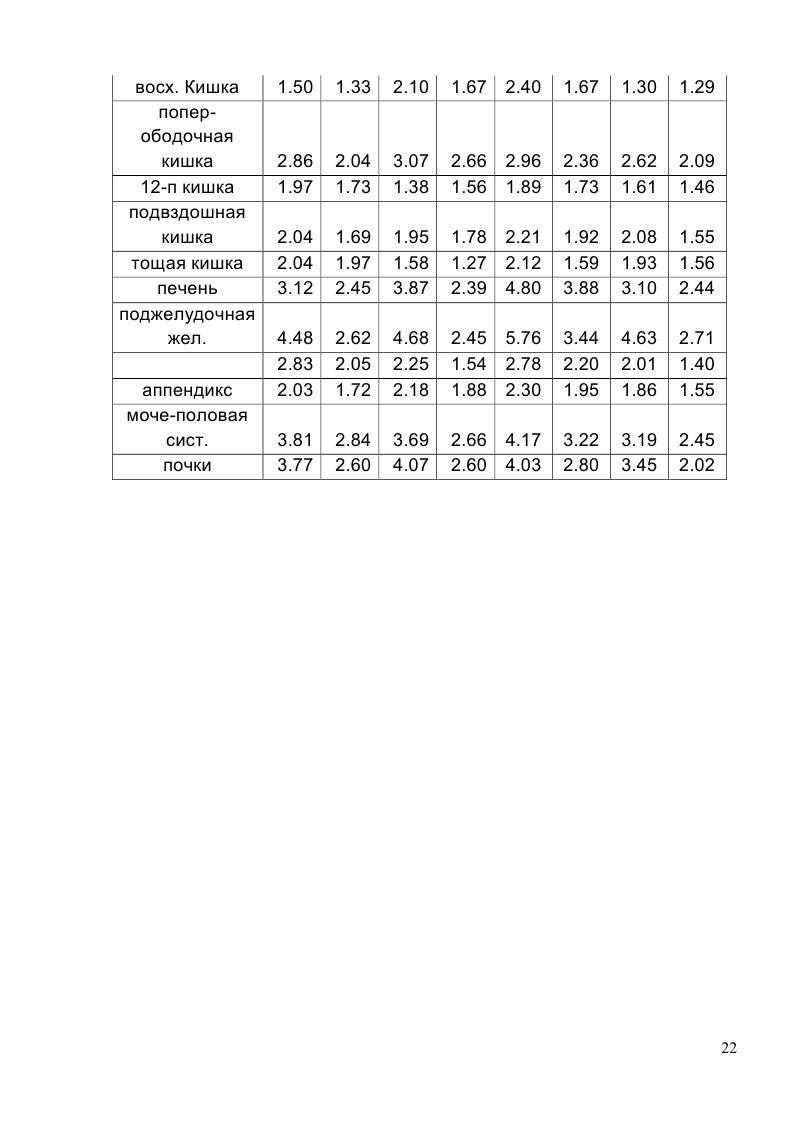 восх. Кишка 1.50 1.33 2.10 1.67 2.40 1.67 1.30 1.29
попер-
ободочная
кишка 2.86 2.04 3.07 2.66 2.96 2.36 2.62 2.09
12-п кишка 1.97 1.73 1.38 1.56 1.89 1.73 1.61 1.46
подвздошная
кишка 2.04 1.69 1.95 1.78 2.21 1.92 2.08 1.55
тощая кишка 2.04 1.97 1.58 1.27 2.12 1.59 1.93 1.56
печень 3.12 2.45 3.87 2.39 4.80 3.88 3.10 2.44
поджелудочная
жел. 4.48 2.62 4.68 2.45 5.76 3.44 4.63 2.71
2.83 2.05 2.25 1.54 2.78 2.20 2.01 1.40
аппендикс 2.03 1.72 2.18 1.88 2.30 1.95 1.86 1.55
моче-половая
сист. 3.81 2.84 3.69 2.66 4.17 3.22 3.19 2.45
почки 3.77 2.60 4.07 2.60 4.03 2.80 3.45 2.02
22